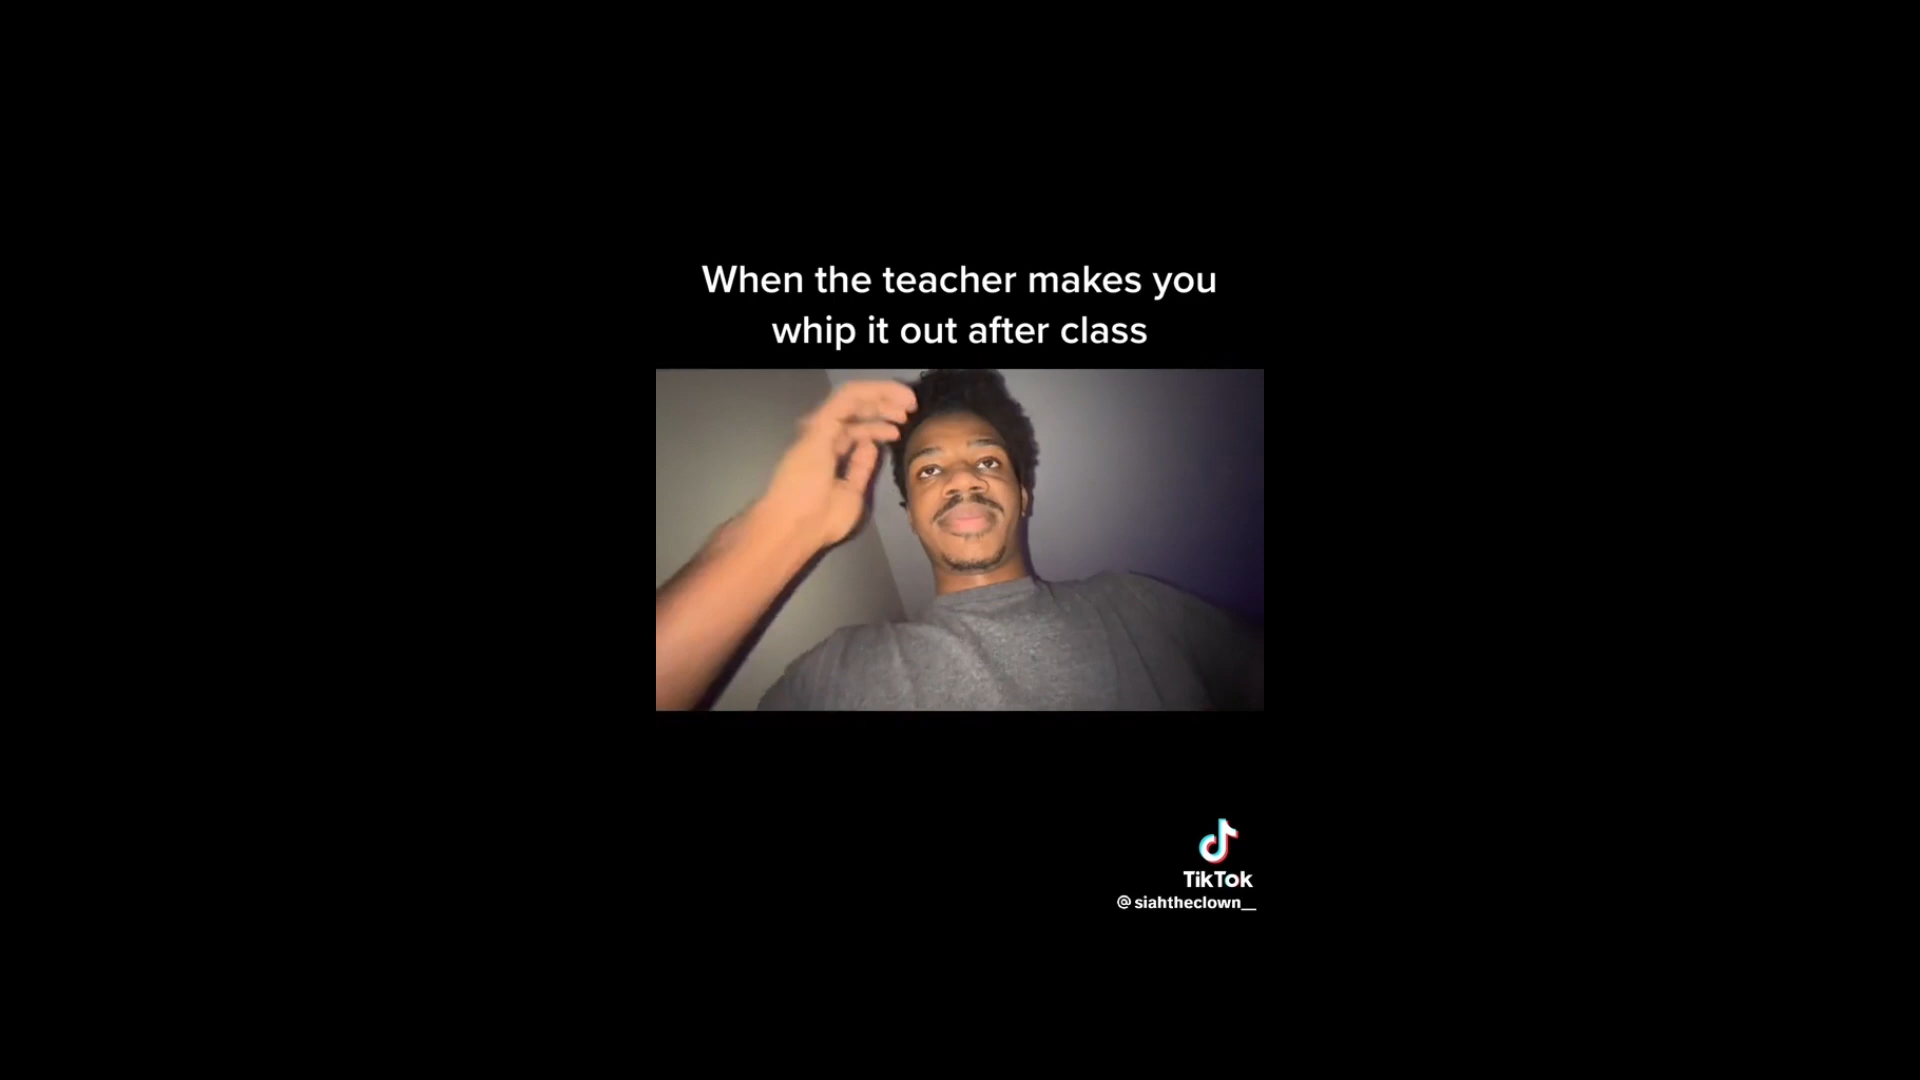 When the teacher makes you
whip it out after class
TikTok
@siahtheclown__